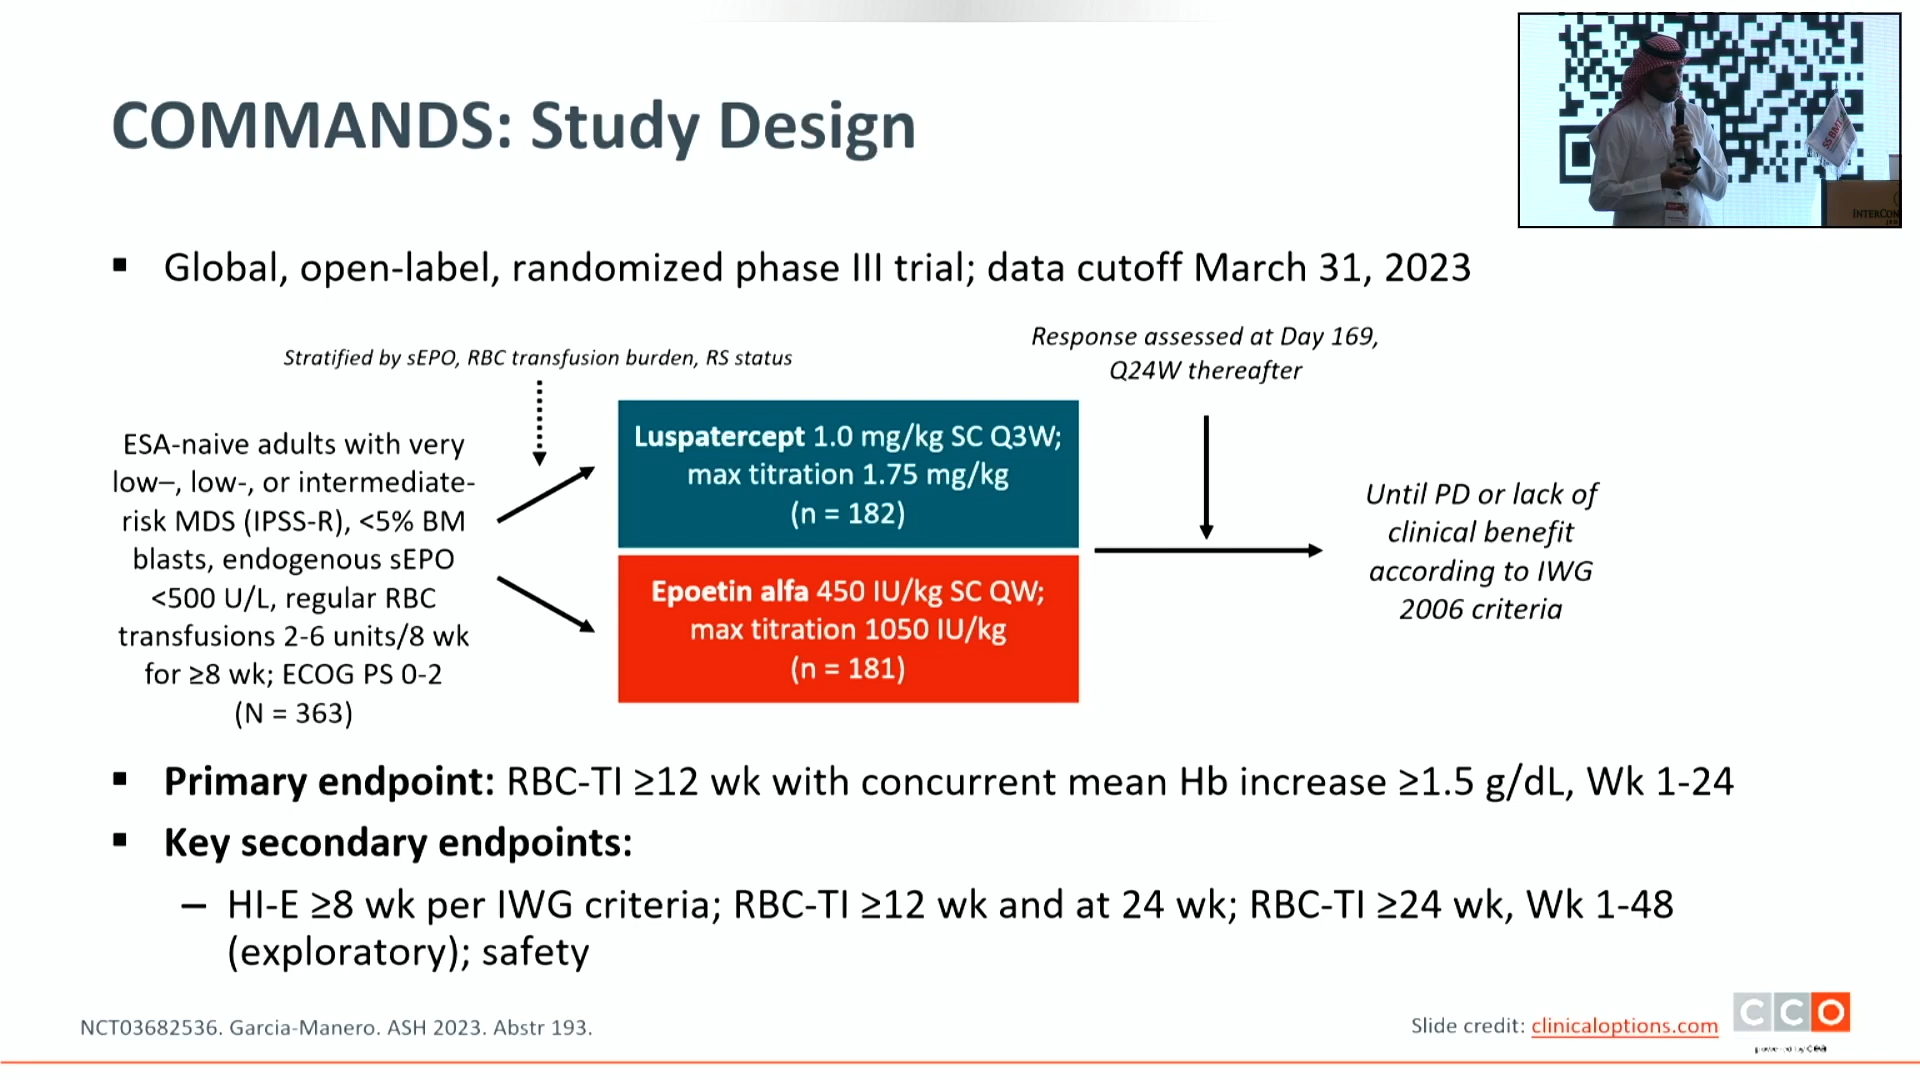 COMMANDS: Study Design
▪ Global, open-label, randomized phase III trial; data cutoff March 31, 2023
Stratified by sEPO, RBC transfusion burden, RS status
Response assessed at Day 169,
Q24W thereafter
ESA-naive adults with very
low–, low-, or intermediate-
risk MDS (IPSS-R), <5% BM
blasts, endogenous sEPO
<500 U/L, regular RBC
transfusions 2-6 units/8 wk
for ≥8 wk; ECOG PS 0-2
(N = 363)
Luspatercept 1.0 mg/kg SC Q3W;
max titration 1.75 mg/kg
(n = 182)
Epoetin alfa 450 IU/kg SC QW;
max titration 1050 IU/kg
(n = 181)
Until PD or lack of
clinical benefit
according to IWG
2006 criteria
▪ Primary endpoint: RBC-TI ≥12 wk with concurrent mean Hb increase ≥1.5 g/dL, Wk 1-24
▪ Key secondary endpoints:
– HI-E ≥8 wk per IWG criteria; RBC-TI ≥12 wk and at 24 wk; RBC-TI ≥24 wk, Wk 1-48
(exploratory); safety
NCT03682536. Garcia-Manero. ASH 2023. Abstr 193.
Slide credit: clinicaloptions.com
CCO
powered by cea
SSBMT
INTERCON